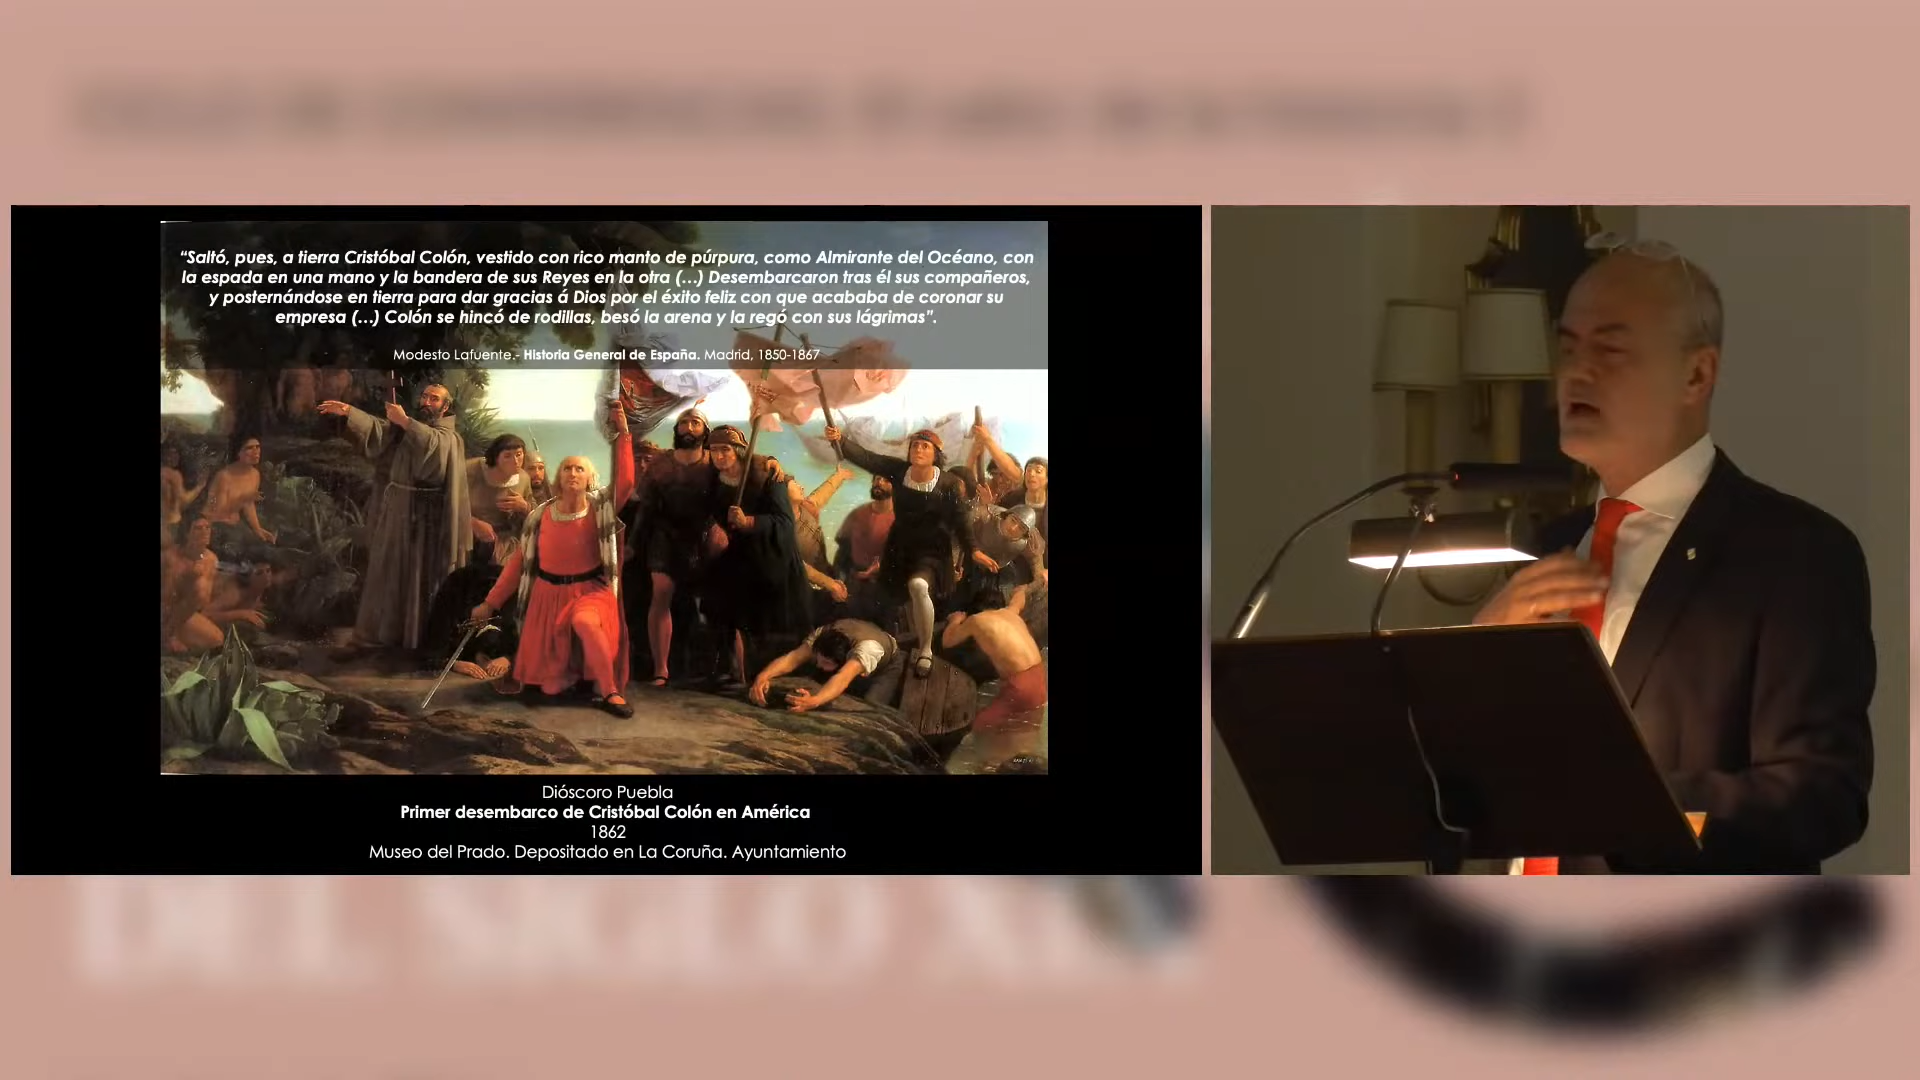 “Saltó, pues, a tierra Cristóbal Colón, vestido con rico manto de púrpura, como Almirante del Océano, con
la espada en una mano y la bandera de sus Reyes en la otra (...) Desembarcaron tras él sus compañeros,
y posternándose en tierra para dar gracias á Dios por el éxito feliz con que acababa de coronar su
empresa (...) Colón se hincó de rodillas, besó la arena y la regó con sus lágrimas”.
Modesto Lafuente.- Historia General de España. Madrid, 1850-1867
Dióscoro Puebla
Primer desembarco de Cristóbal Colón en América
1862
Museo del Prado. Depositado en La Coruña. Ayuntamiento
DEL SIGLO